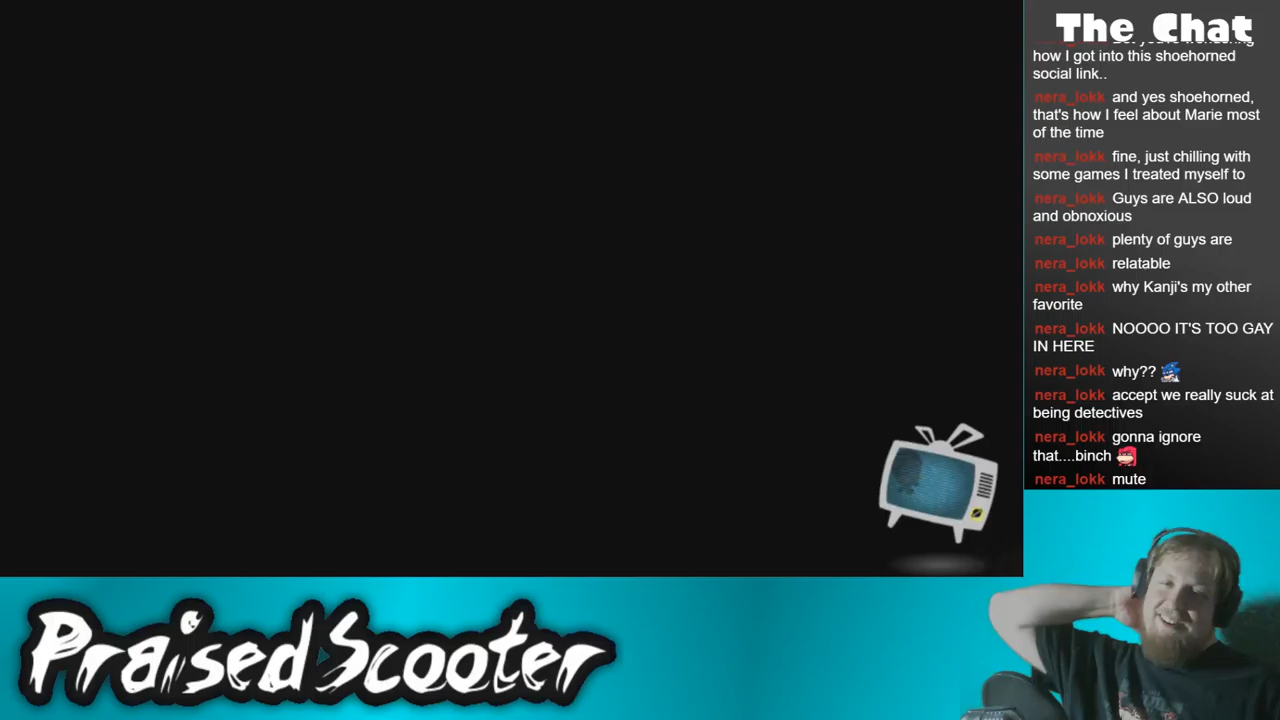 The Chat
how I got into this shoehorned
social link..
nera_lokk and yes shoehorned,
that's how I feel about Marie most
of the time
nera_lokk fine, just chilling with
some games I treated myself to
nera_lokk Guys are ALSO loud
and obnoxious
nera_lokk plenty of guys are
nera_lokk relatable
nera_lokk why Kanji's my other
favorite
nera_lokk NOOOO IT'S TOO GAY
IN HERE
nera_lokk why??
nera_lokk accept we really suck at
being detectives
nera_lokk gonna ignore
that....binch
nera_lokk mute
PraisedScooter